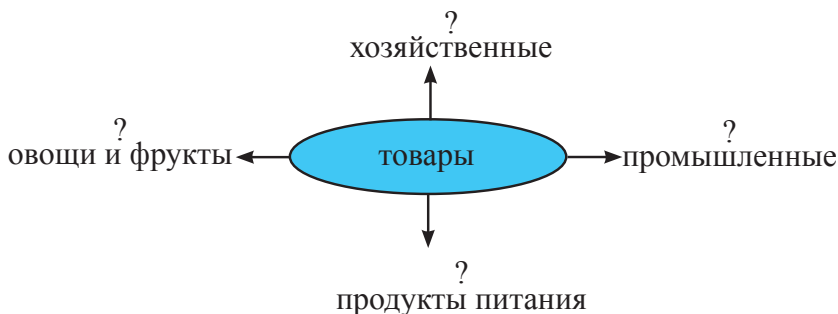 ?
хозяйственные
?
овощи и фрукты
товары
?
промышленные
?
продукты питания